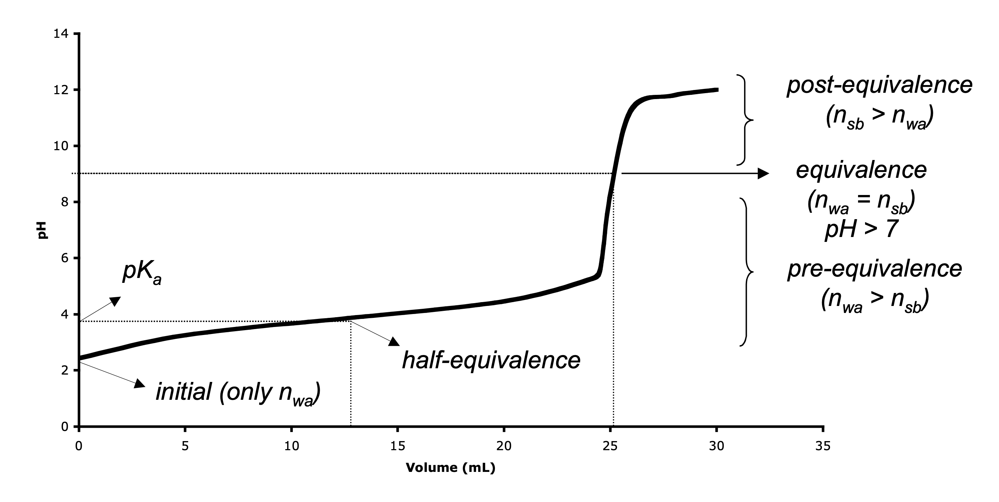 14
12
10
8
6
4
2
0
pH
0
5
10
15
20
25
30
35
Volume (mL)
pKa
initial (only nwa)
half-equivalence
post-equivalence
(nsb > nwa)
equivalence
(nwa = nsb)
pH > 7
pre-equivalence
(nwa > nsb)